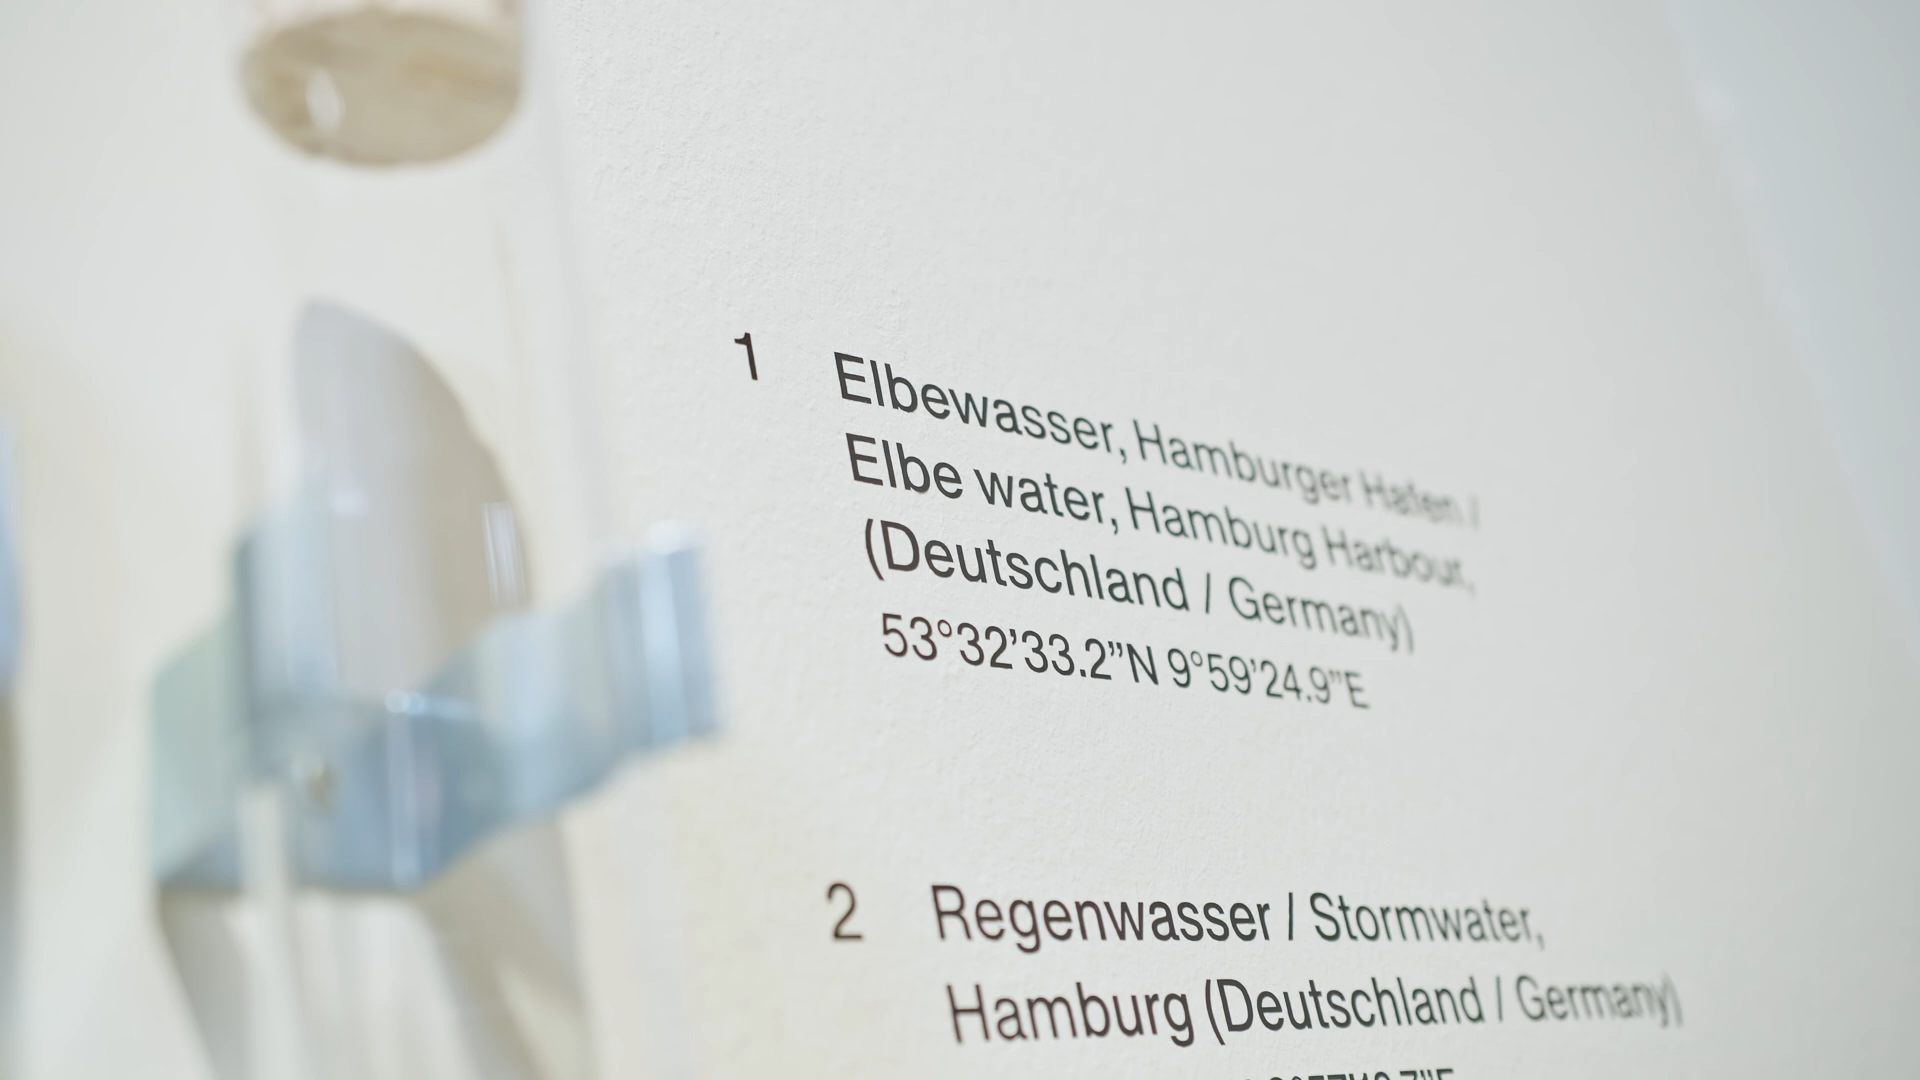 1 Elbewasser, Hamburger Hafen /
Elbe water, Hamburg Harbour,
(Deutschland / Germany)
53°32’33.2”N 9°59’24.9”E
2 Regenwasser / Stormwater,
Hamburg (Deutschland / Germany)